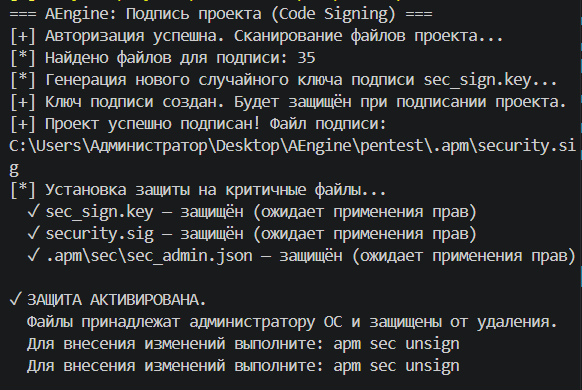 === AEngine: Подпись проекта (Code Signing) ===
[+] Авторизация успешна. Сканирование файлов проекта...
[*] Найдено файлов для подписи: 35
[*] Генерация нового случайного ключа подписи sec_sign.key...
[+] Ключ подписи создан. Будет защищён при подписании проекта.
[+] Проект успешно подписан! Файл подписи:
C:\Users\Администратор\Desktop\AEngine\pentest\.apm\security.si
g
[*] Установка защиты на критичные файлы...
✓ sec_sign.key — защищён (ожидает применения прав)
✓ security.sig — защищён (ожидает применения прав)
✓ .apm\sec\sec_admin.json — защищён (ожидает применения прав)
✓ ЗАЩИТА АКТИВИРОВАНА.
Файлы принадлежат администратору ОС и защищены от удаления.
Для внесения изменений выполните: apm sec unsign
Для внесения изменений выполните: apm sec unsign